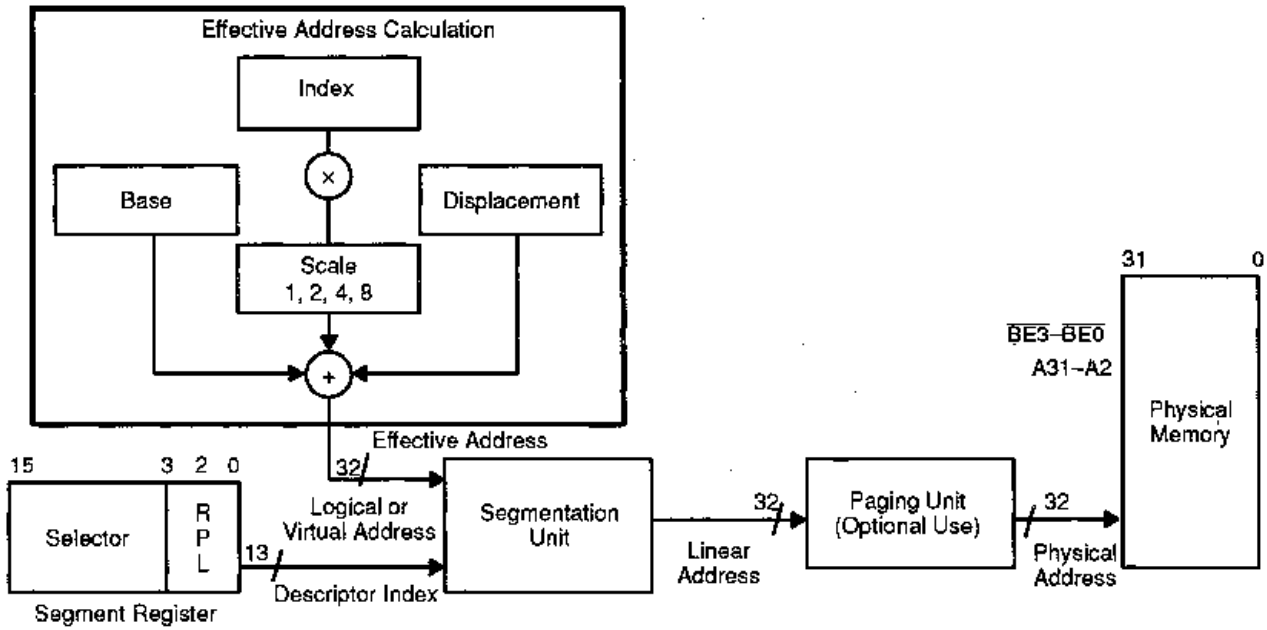 Effective Address Calculation
Index
×
Base
Displacement
Scale
1, 2, 4, 8
+
31 0
BE3–BE0
A31–A2
Physical
Memory
Effective Address
32
Logical or
Virtual Address
15 3 2 0
Selector
R
P
L
13
Descriptor Index
Segment Register
Segmentation
Unit
32
Linear
Address
Paging Unit
(Optional Use)
32
Physical
Address